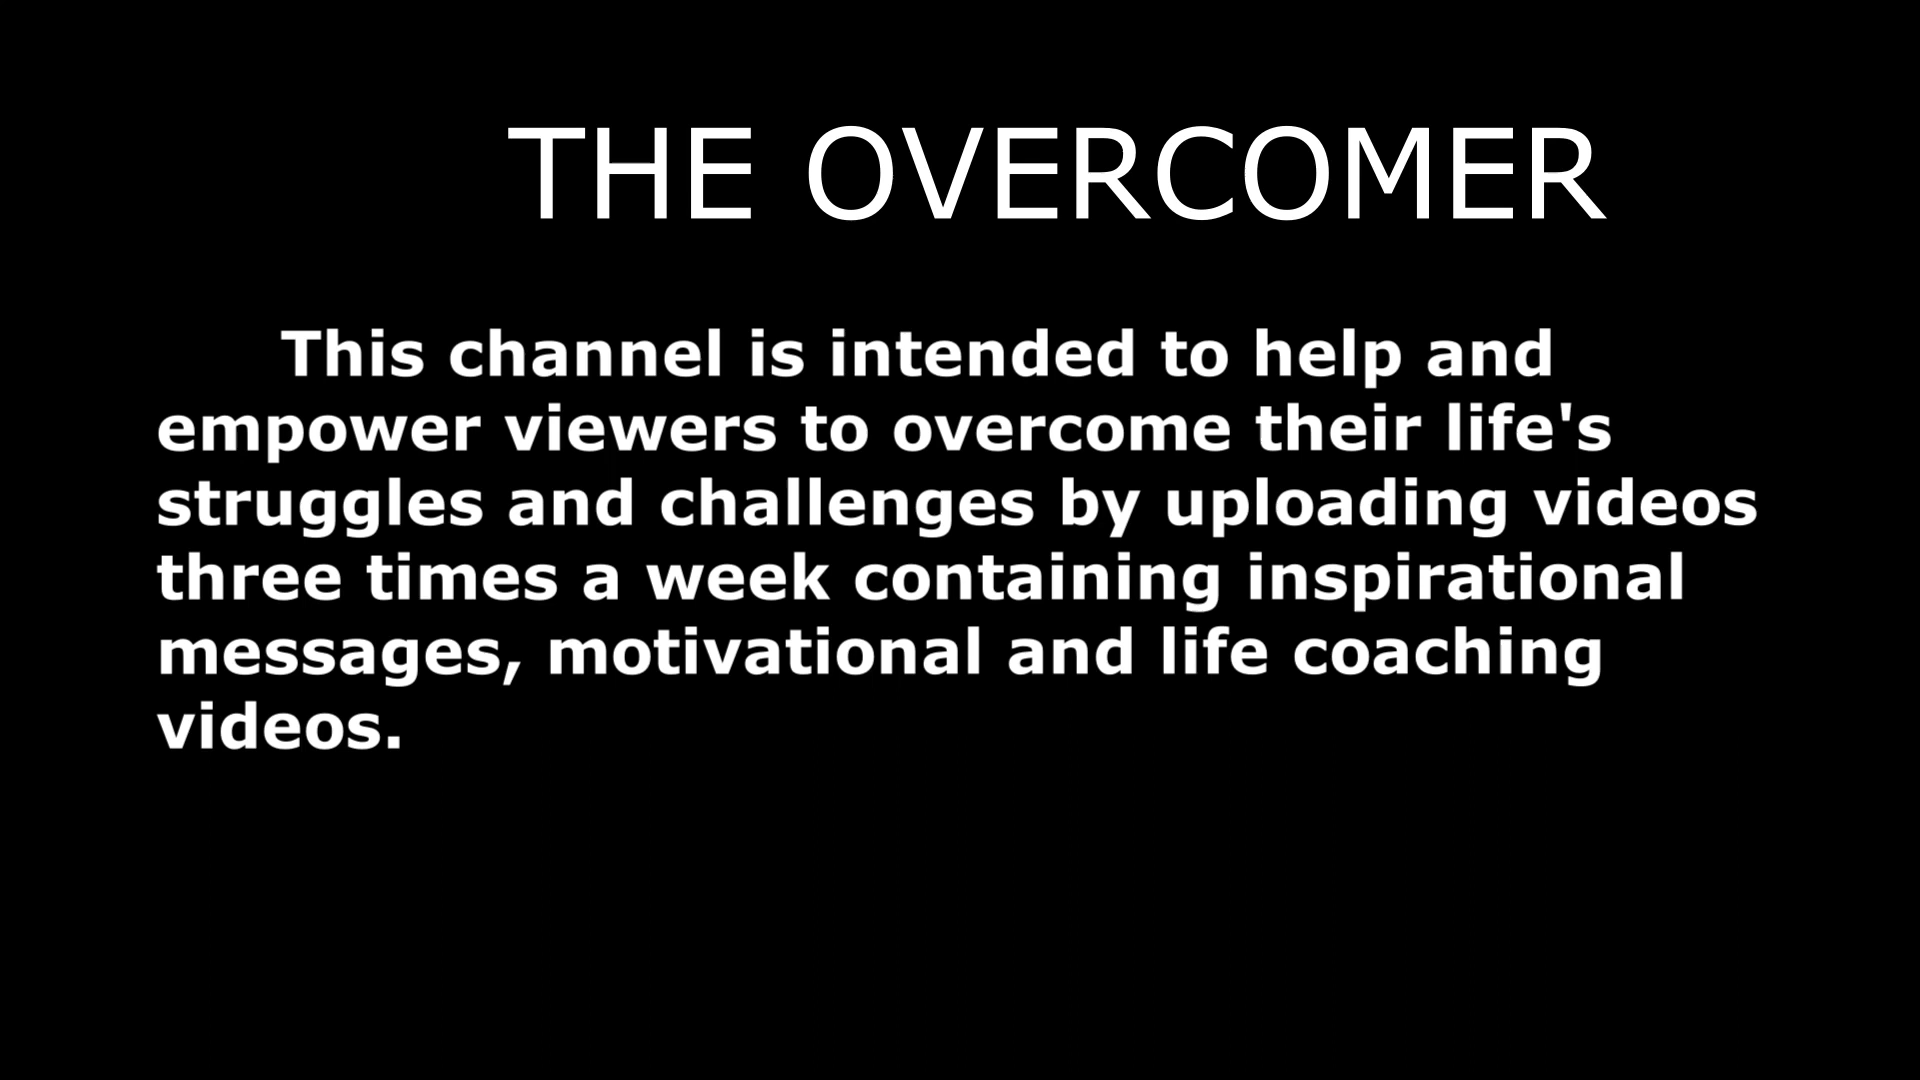 THE OVERCOMER
This channel is intended to help and
empower viewers to overcome their life's
struggles and challenges by uploading videos
three times a week containing inspirational
messages, motivational and life coaching
videos.